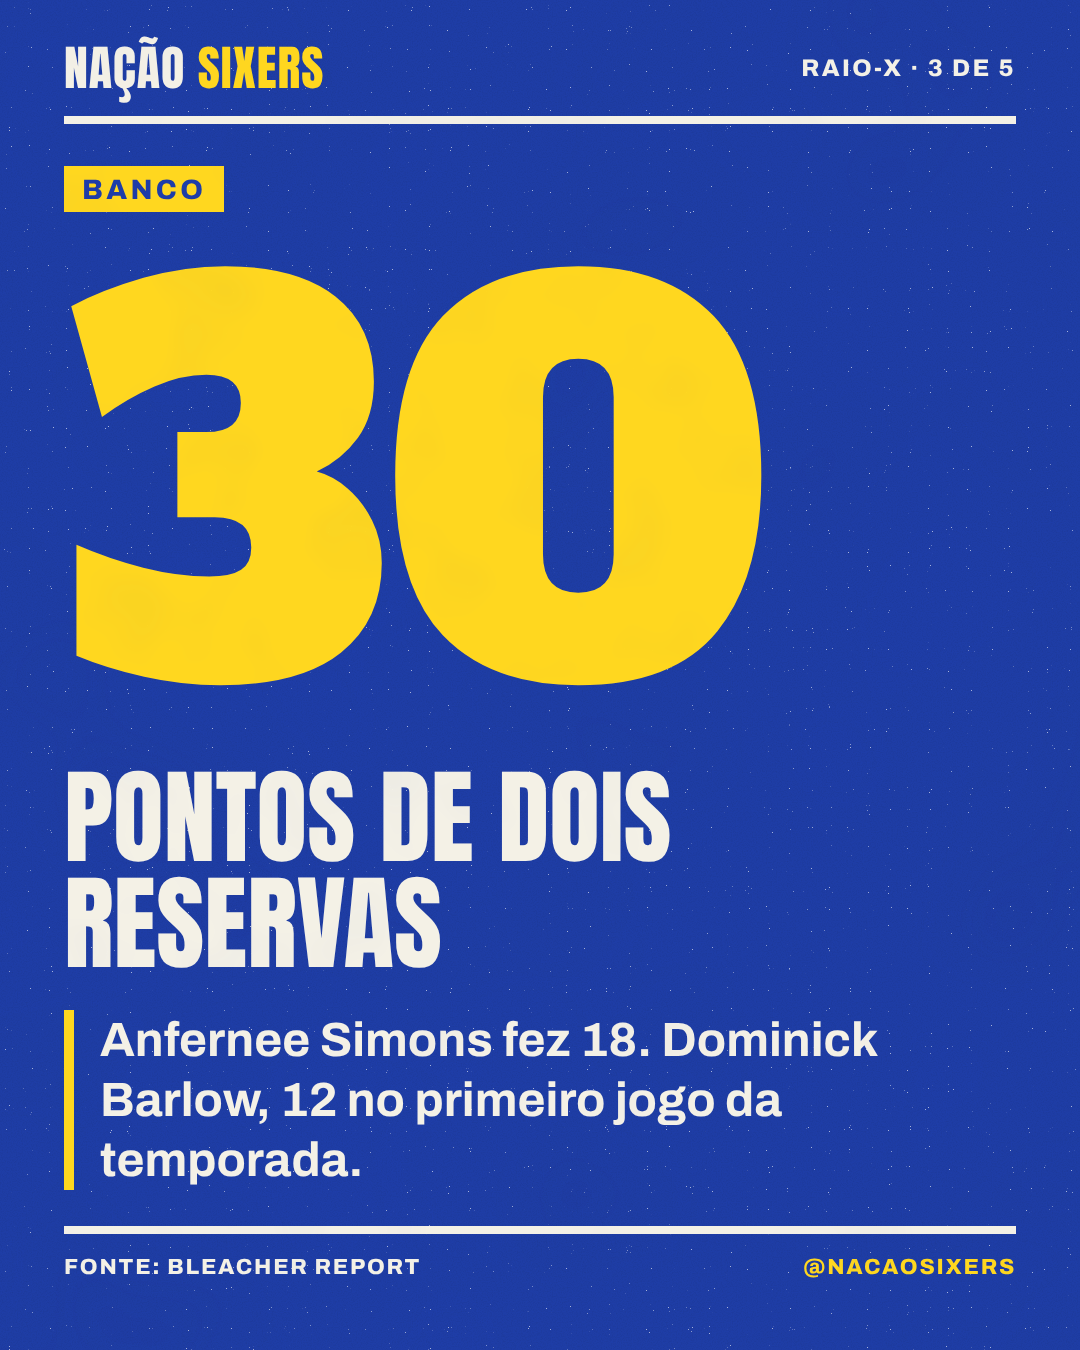 NAÇÃO SIXERS
RAIO-X · 3 DE 5
BANCO
30
PONTOS DE DOIS
RESERVAS
Anfernee Simons fez 18. Dominick
Barlow, 12 no primeiro jogo da
temporada.
FONTE: BLEACHER REPORT
@NACAOSIXERS